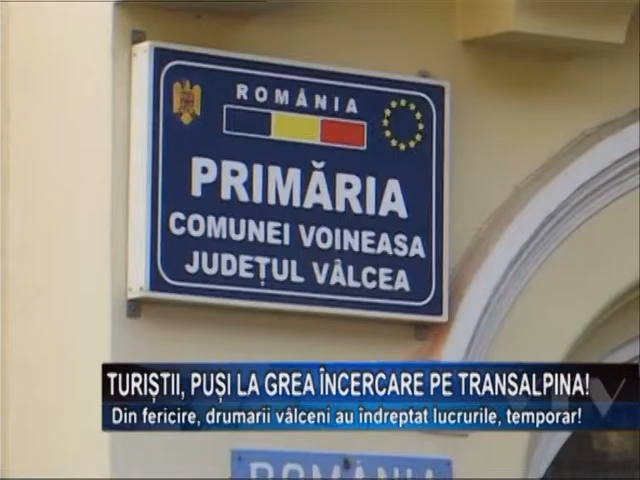 ROMÂNIA
PRIMĂRIA
COMUNEI VOINEASA
JUDEȚUL VÂLCEA
TURIȘTII, PUȘI LA GREA ÎNCERCARE PE TRANSALPINA!
Din fericire, drumarii vâlceni au îndreptat lucrurile, temporar!
ROMÂNIA